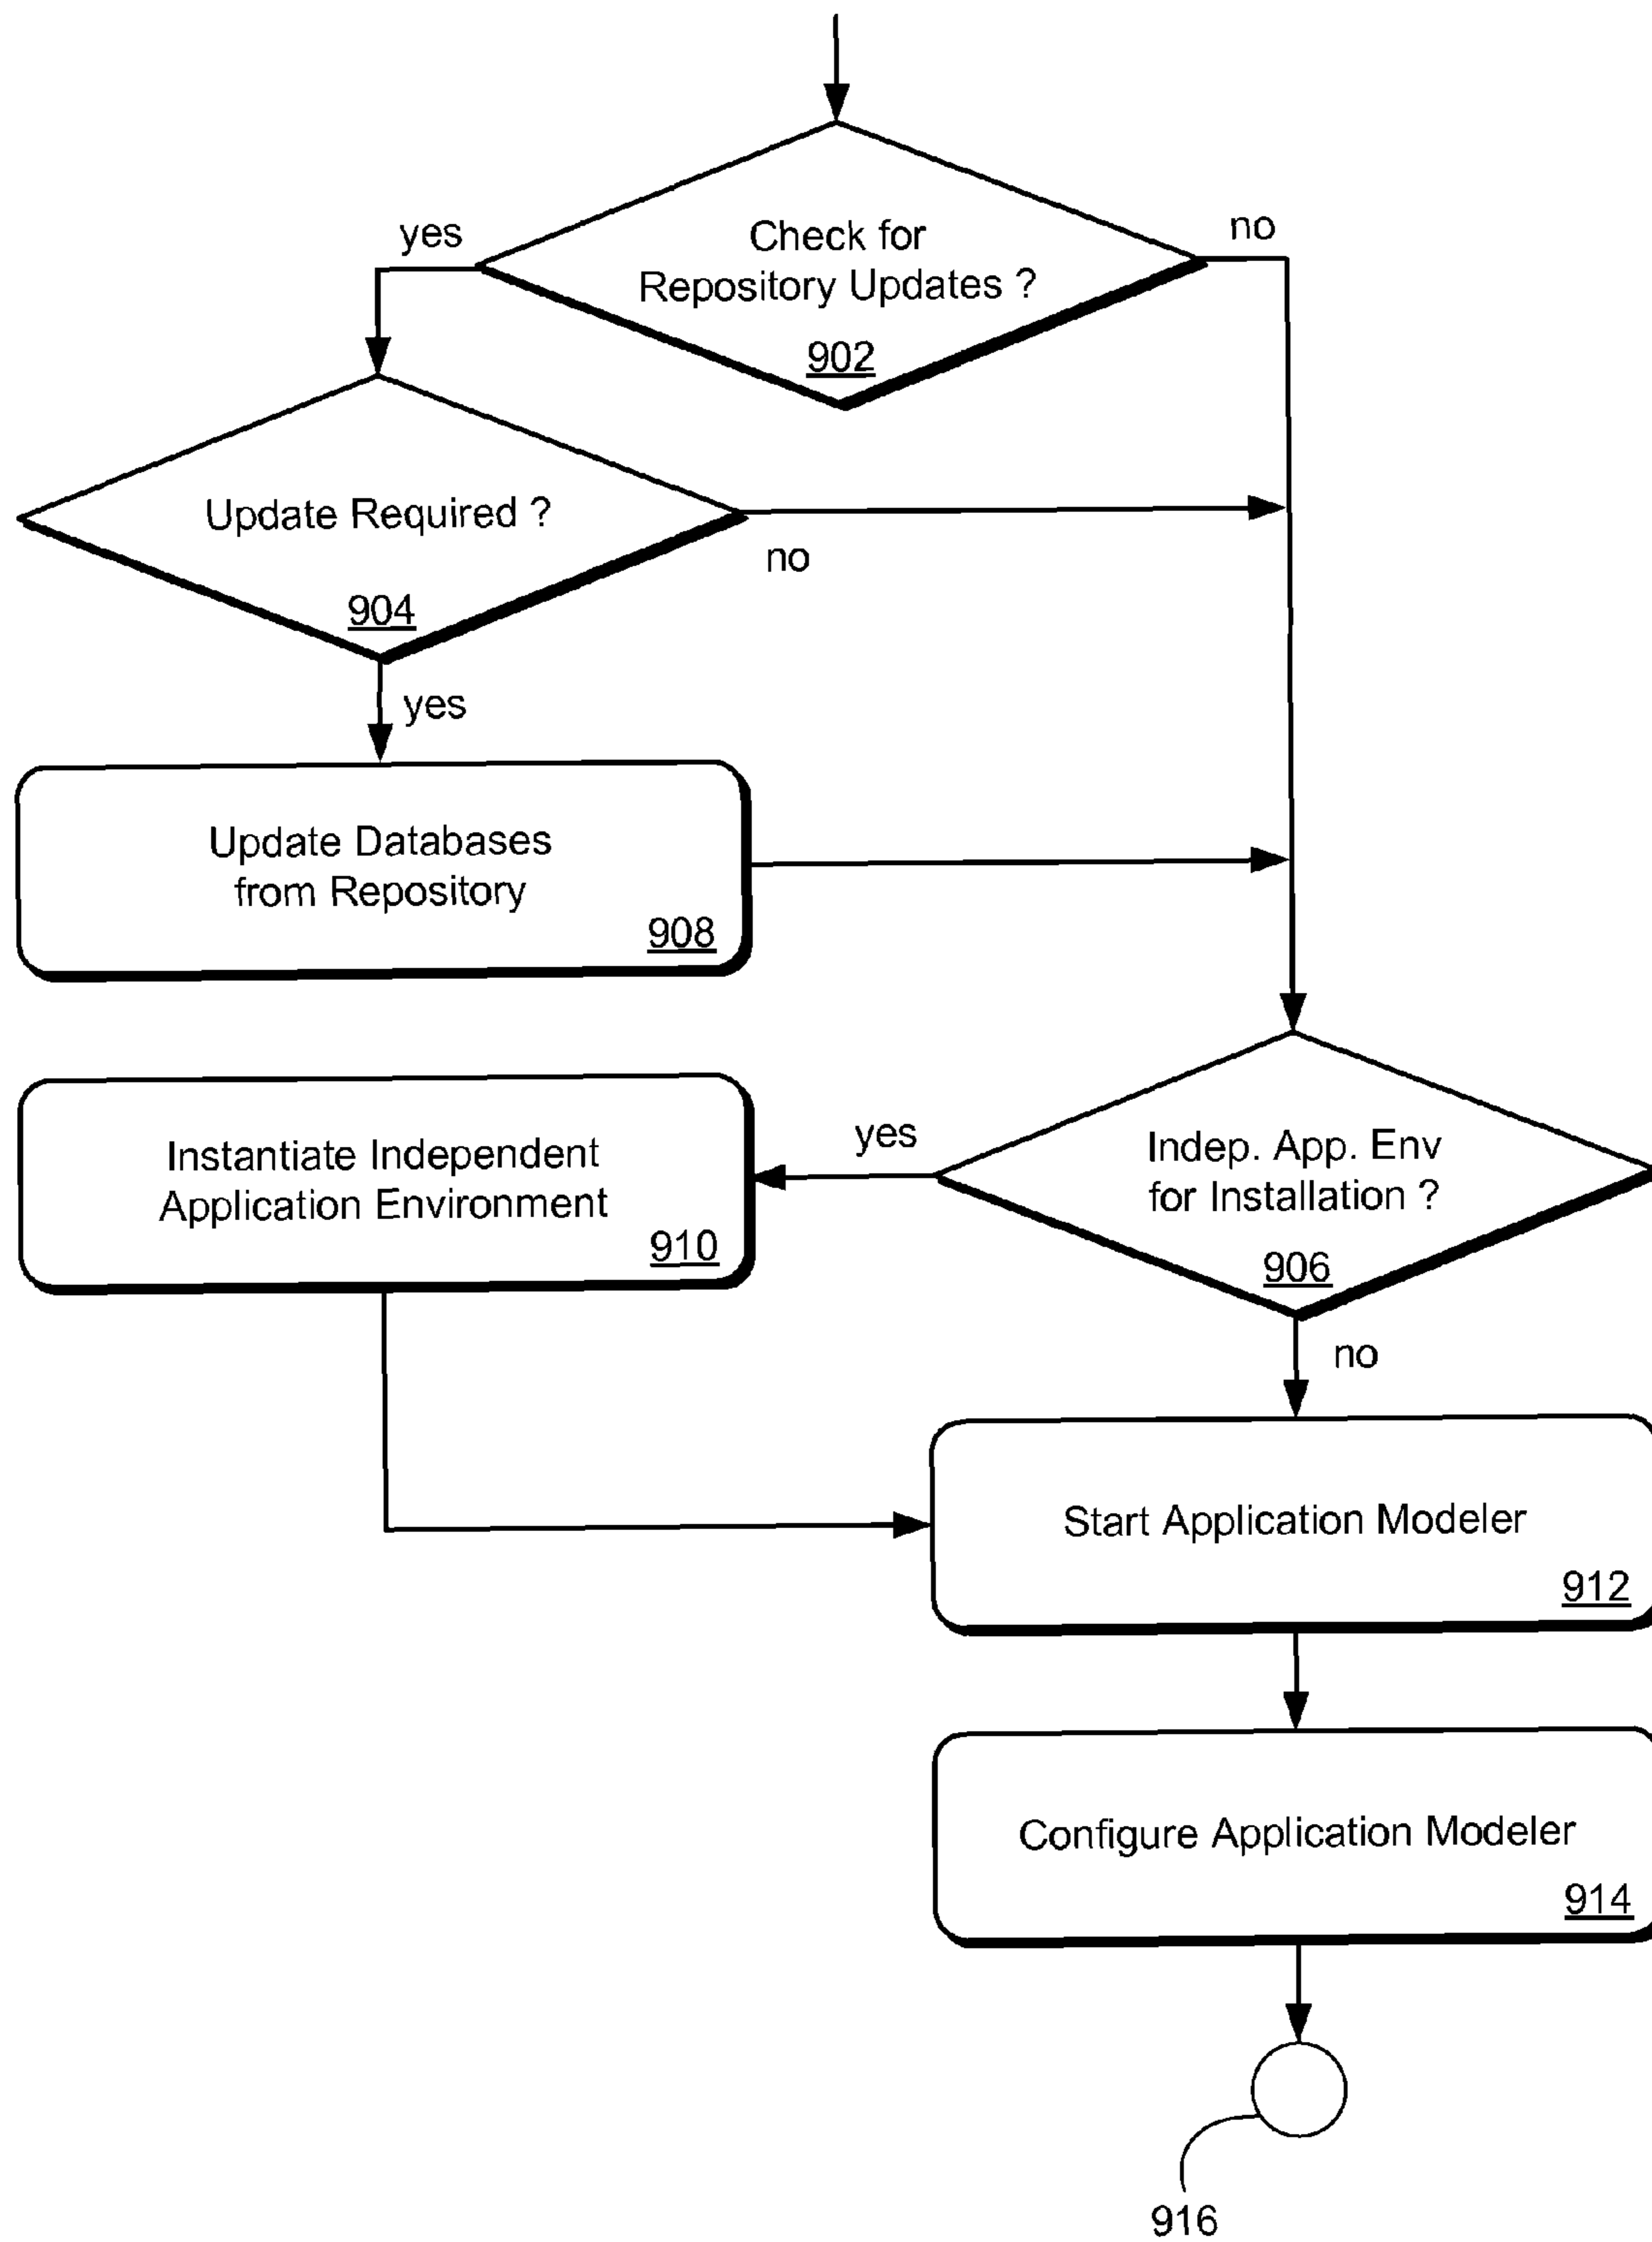 yes
Check for
Repository Updates ?
902
no
Update Required ?
904
no
yes
Update Databases
from Repository
908
Instantiate Independent
Application Environment
910
yes
Indep. App. Env
for Installation ?
906
no
Start Application Modeler
912
Configure Application Modeler
914
916